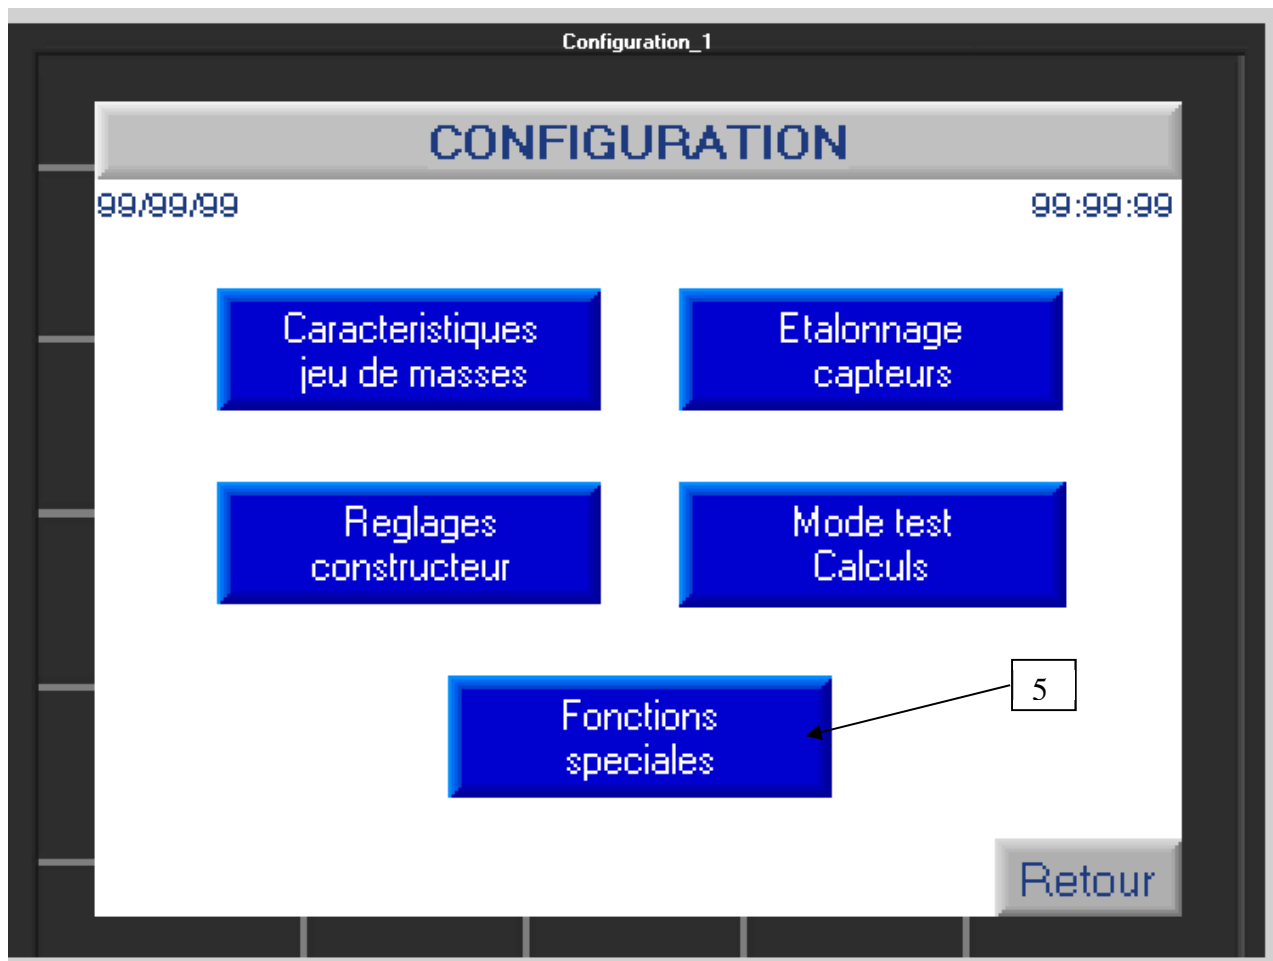 Configuration_1
CONFIGURATION
99/99/99
99:99:99
Caracteristiques
jeu de masses
Etalonnage
capteurs
Reglages
constructeur
Mode test
Calculs
5
Fonctions
speciales
Retour